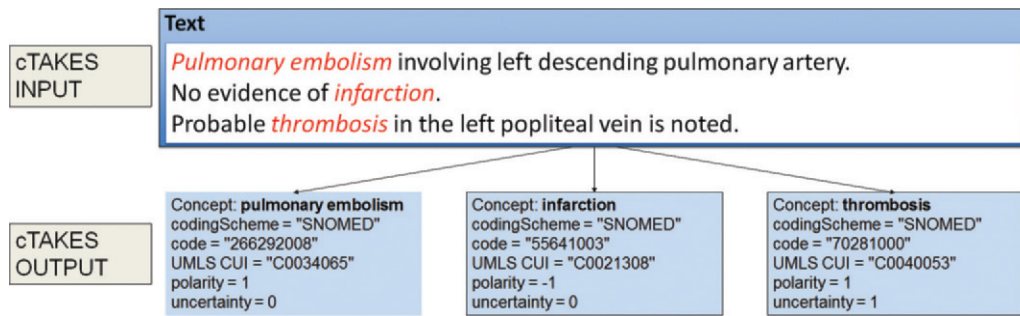 Text
cTAKES
INPUT
Pulmonary embolism involving left descending pulmonary artery.
No evidence of infarction.
Probable thrombosis in the left popliteal vein is noted.
cTAKES
OUTPUT
Concept: pulmonary embolism
codingScheme = "SNOMED"
code = "266292008"
UMLS CUI = "C0034065"
polarity = 1
uncertainty = 0
Concept: infarction
codingScheme = "SNOMED"
code = "55641003"
UMLS CUI = "C0021308"
polarity = -1
uncertainty = 0
Concept: thrombosis
codingScheme = "SNOMED"
code = "70281000"
UMLS CUI = "C0040053"
polarity = 1
uncertainty = 1